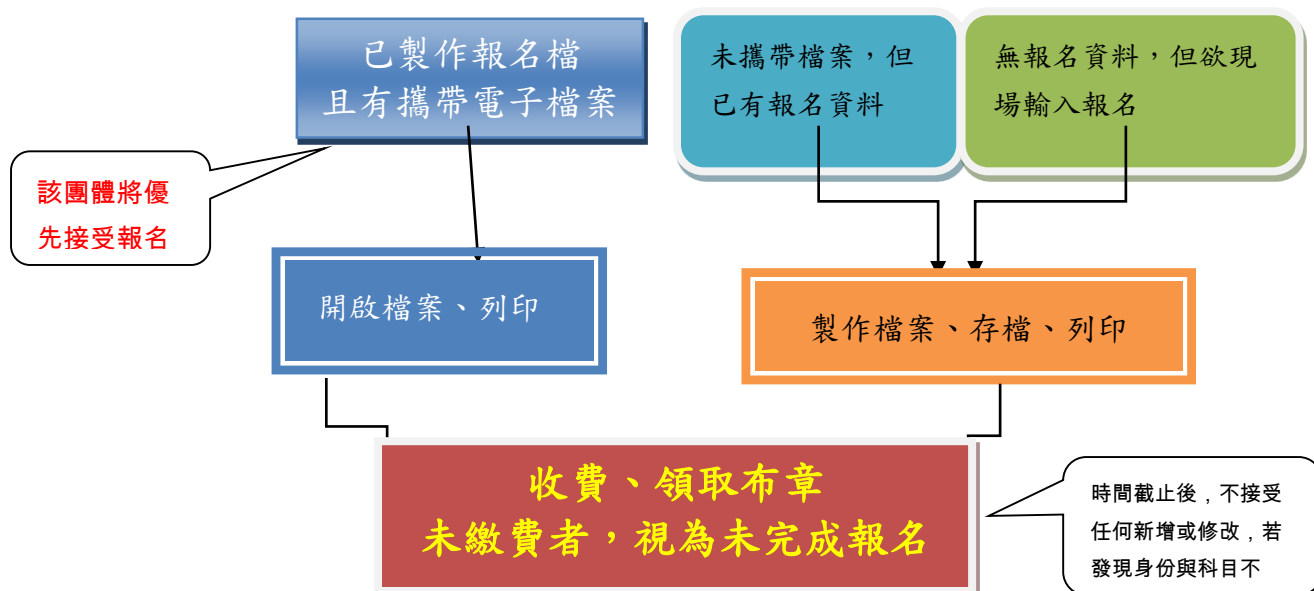 已製作報名檔
且有攜帶電子檔案
未攜帶檔案，但
已有報名資料
無報名資料，但欲現
場輸入報名
該團體將優
先接受報名
開啟檔案、列印
製作檔案、存檔、列印
收費、領取布章
未繳費者，視為未完成報名
時間截止後，不接受
任何新增或修改，若
發現身份與科目不